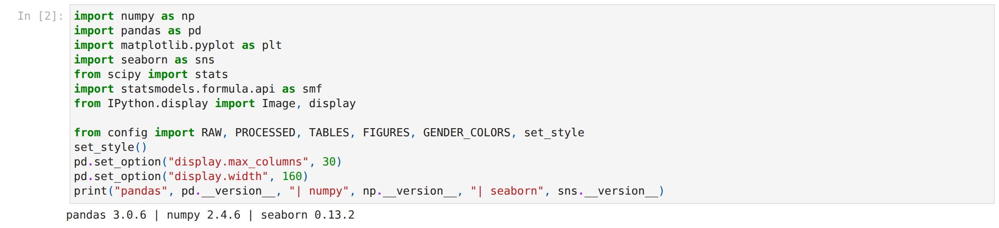 In [2]:
import numpy as np
import pandas as pd
import matplotlib.pyplot as plt
import seaborn as sns
from scipy import stats
import statsmodels.formula.api as smf
from IPython.display import Image, display

from config import RAW, PROCESSED, TABLES, FIGURES, GENDER_COLORS, set_style
set_style()
pd.set_option("display.max_columns", 30)
pd.set_option("display.width", 160)
print("pandas", pd.__version__, "| numpy", np.__version__, "| seaborn", sns.__version__)
pandas 3.0.6 | numpy 2.4.6 | seaborn 0.13.2